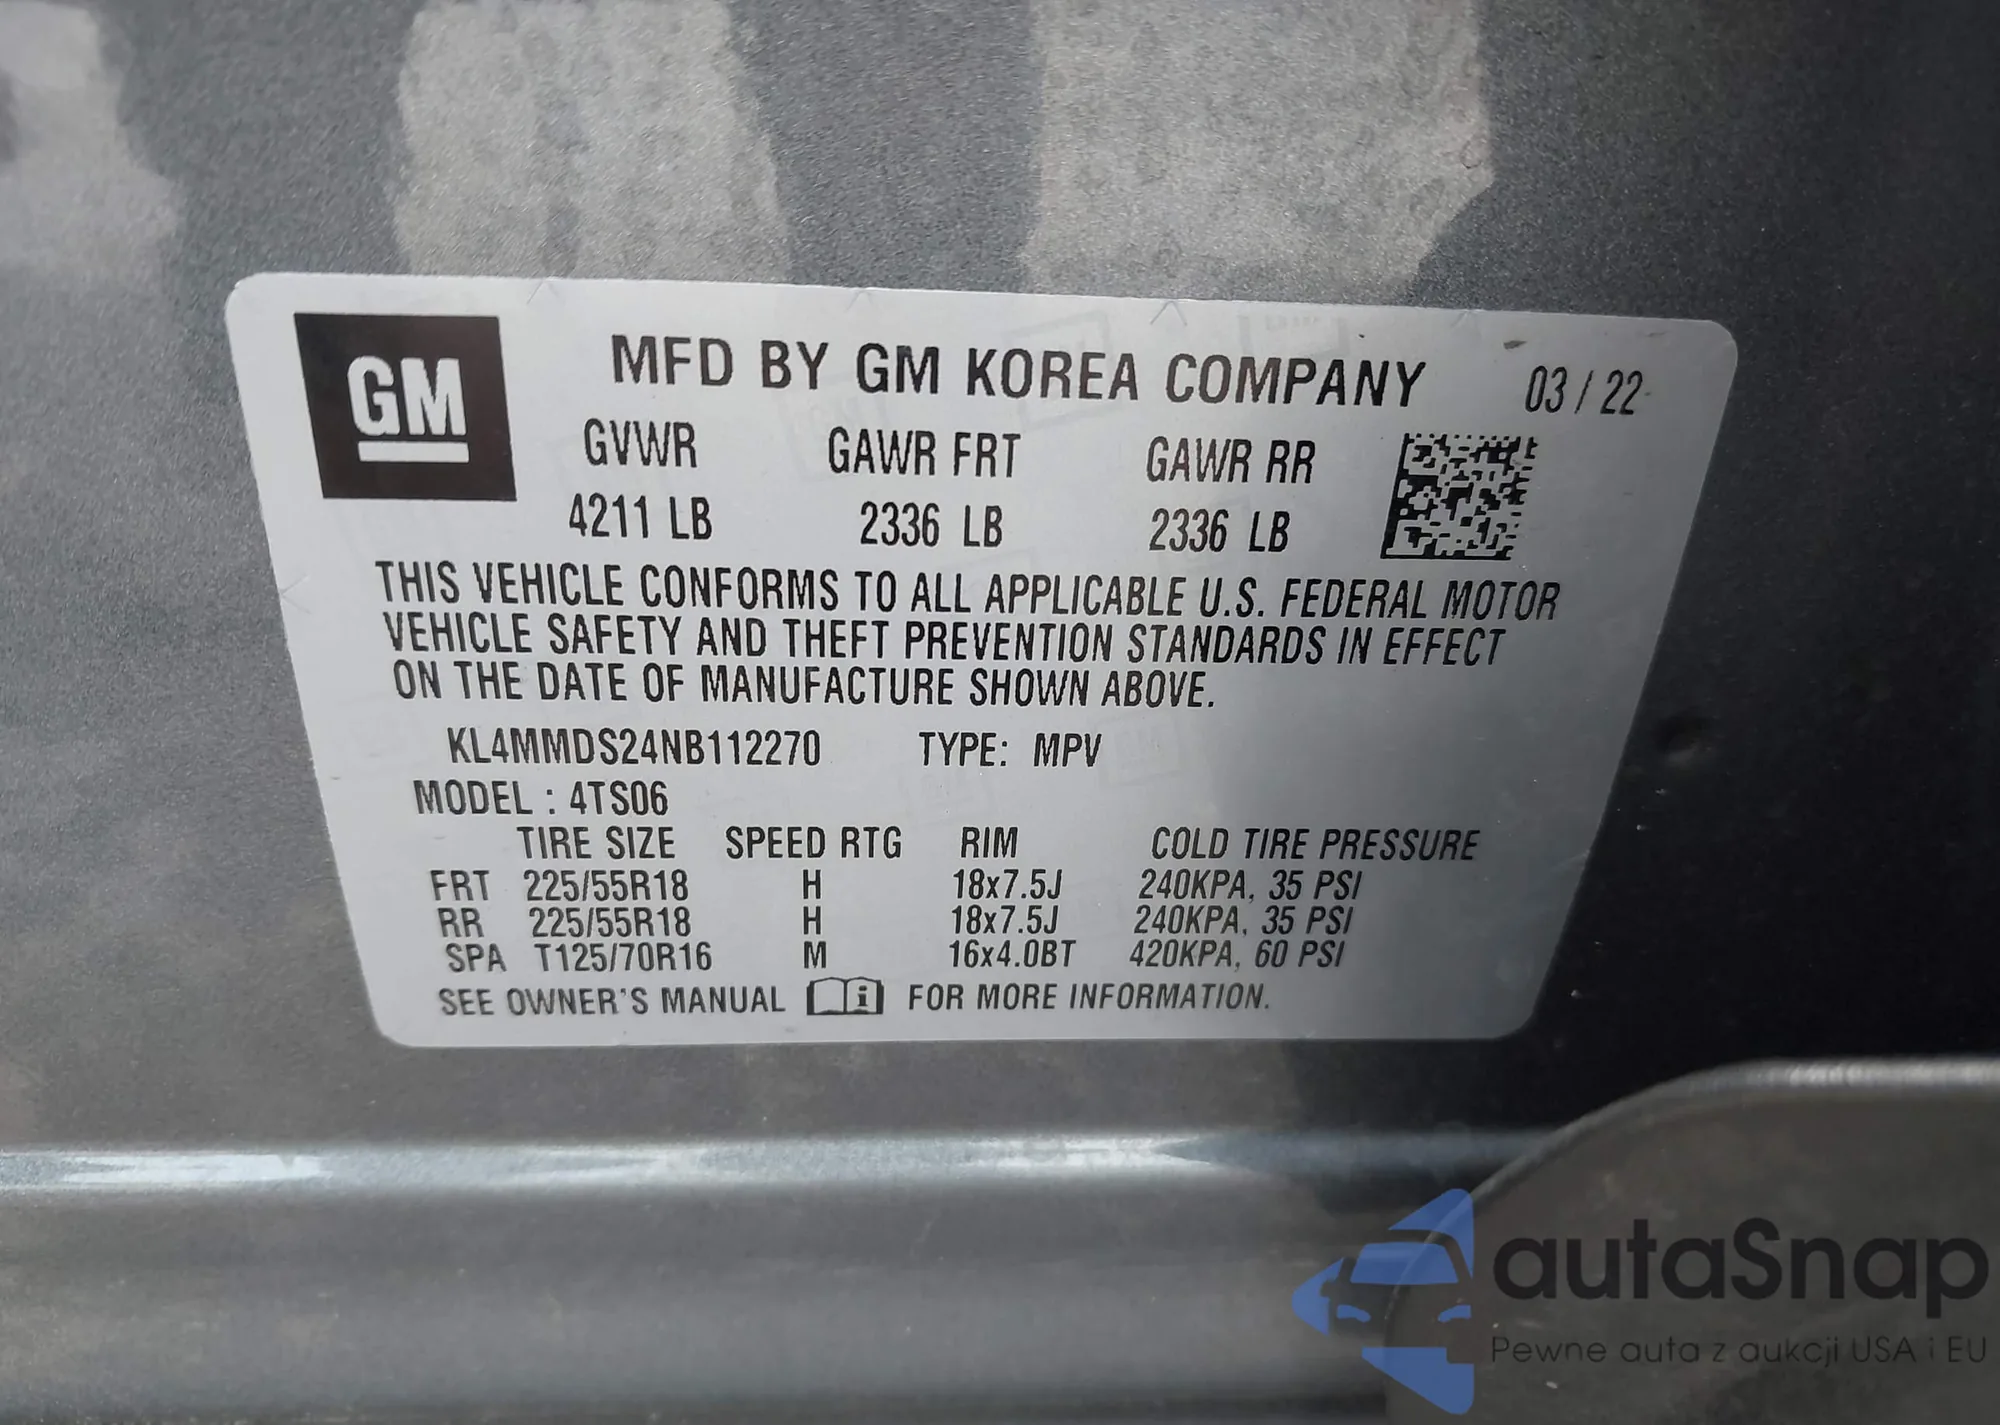 GM MFD BY GM KOREA COMPANY 03 / 22
GVWR GAWR FRT GAWR RR
4211 LB 2336 LB 2336 LB
THIS VEHICLE CONFORMS TO ALL APPLICABLE U.S. FEDERAL MOTOR
VEHICLE SAFETY AND THEFT PREVENTION STANDARDS IN EFFECT
ON THE DATE OF MANUFACTURE SHOWN ABOVE.
KL4MMDS24NB112270 TYPE: MPV
MODEL : 4TS06
TIRE SIZE SPEED RTG RIM COLD TIRE PRESSURE
FRT 225/55R18 H 18x7.5J 240KPA, 35 PSI
RR 225/55R18 H 18x7.5J 240KPA, 35 PSI
SPA T125/70R16 M 16x4.0BT 420KPA, 60 PSI
SEE OWNER'S MANUAL i FOR MORE INFORMATION.
autaSnap
Pewne auta z aukcji USA i EU